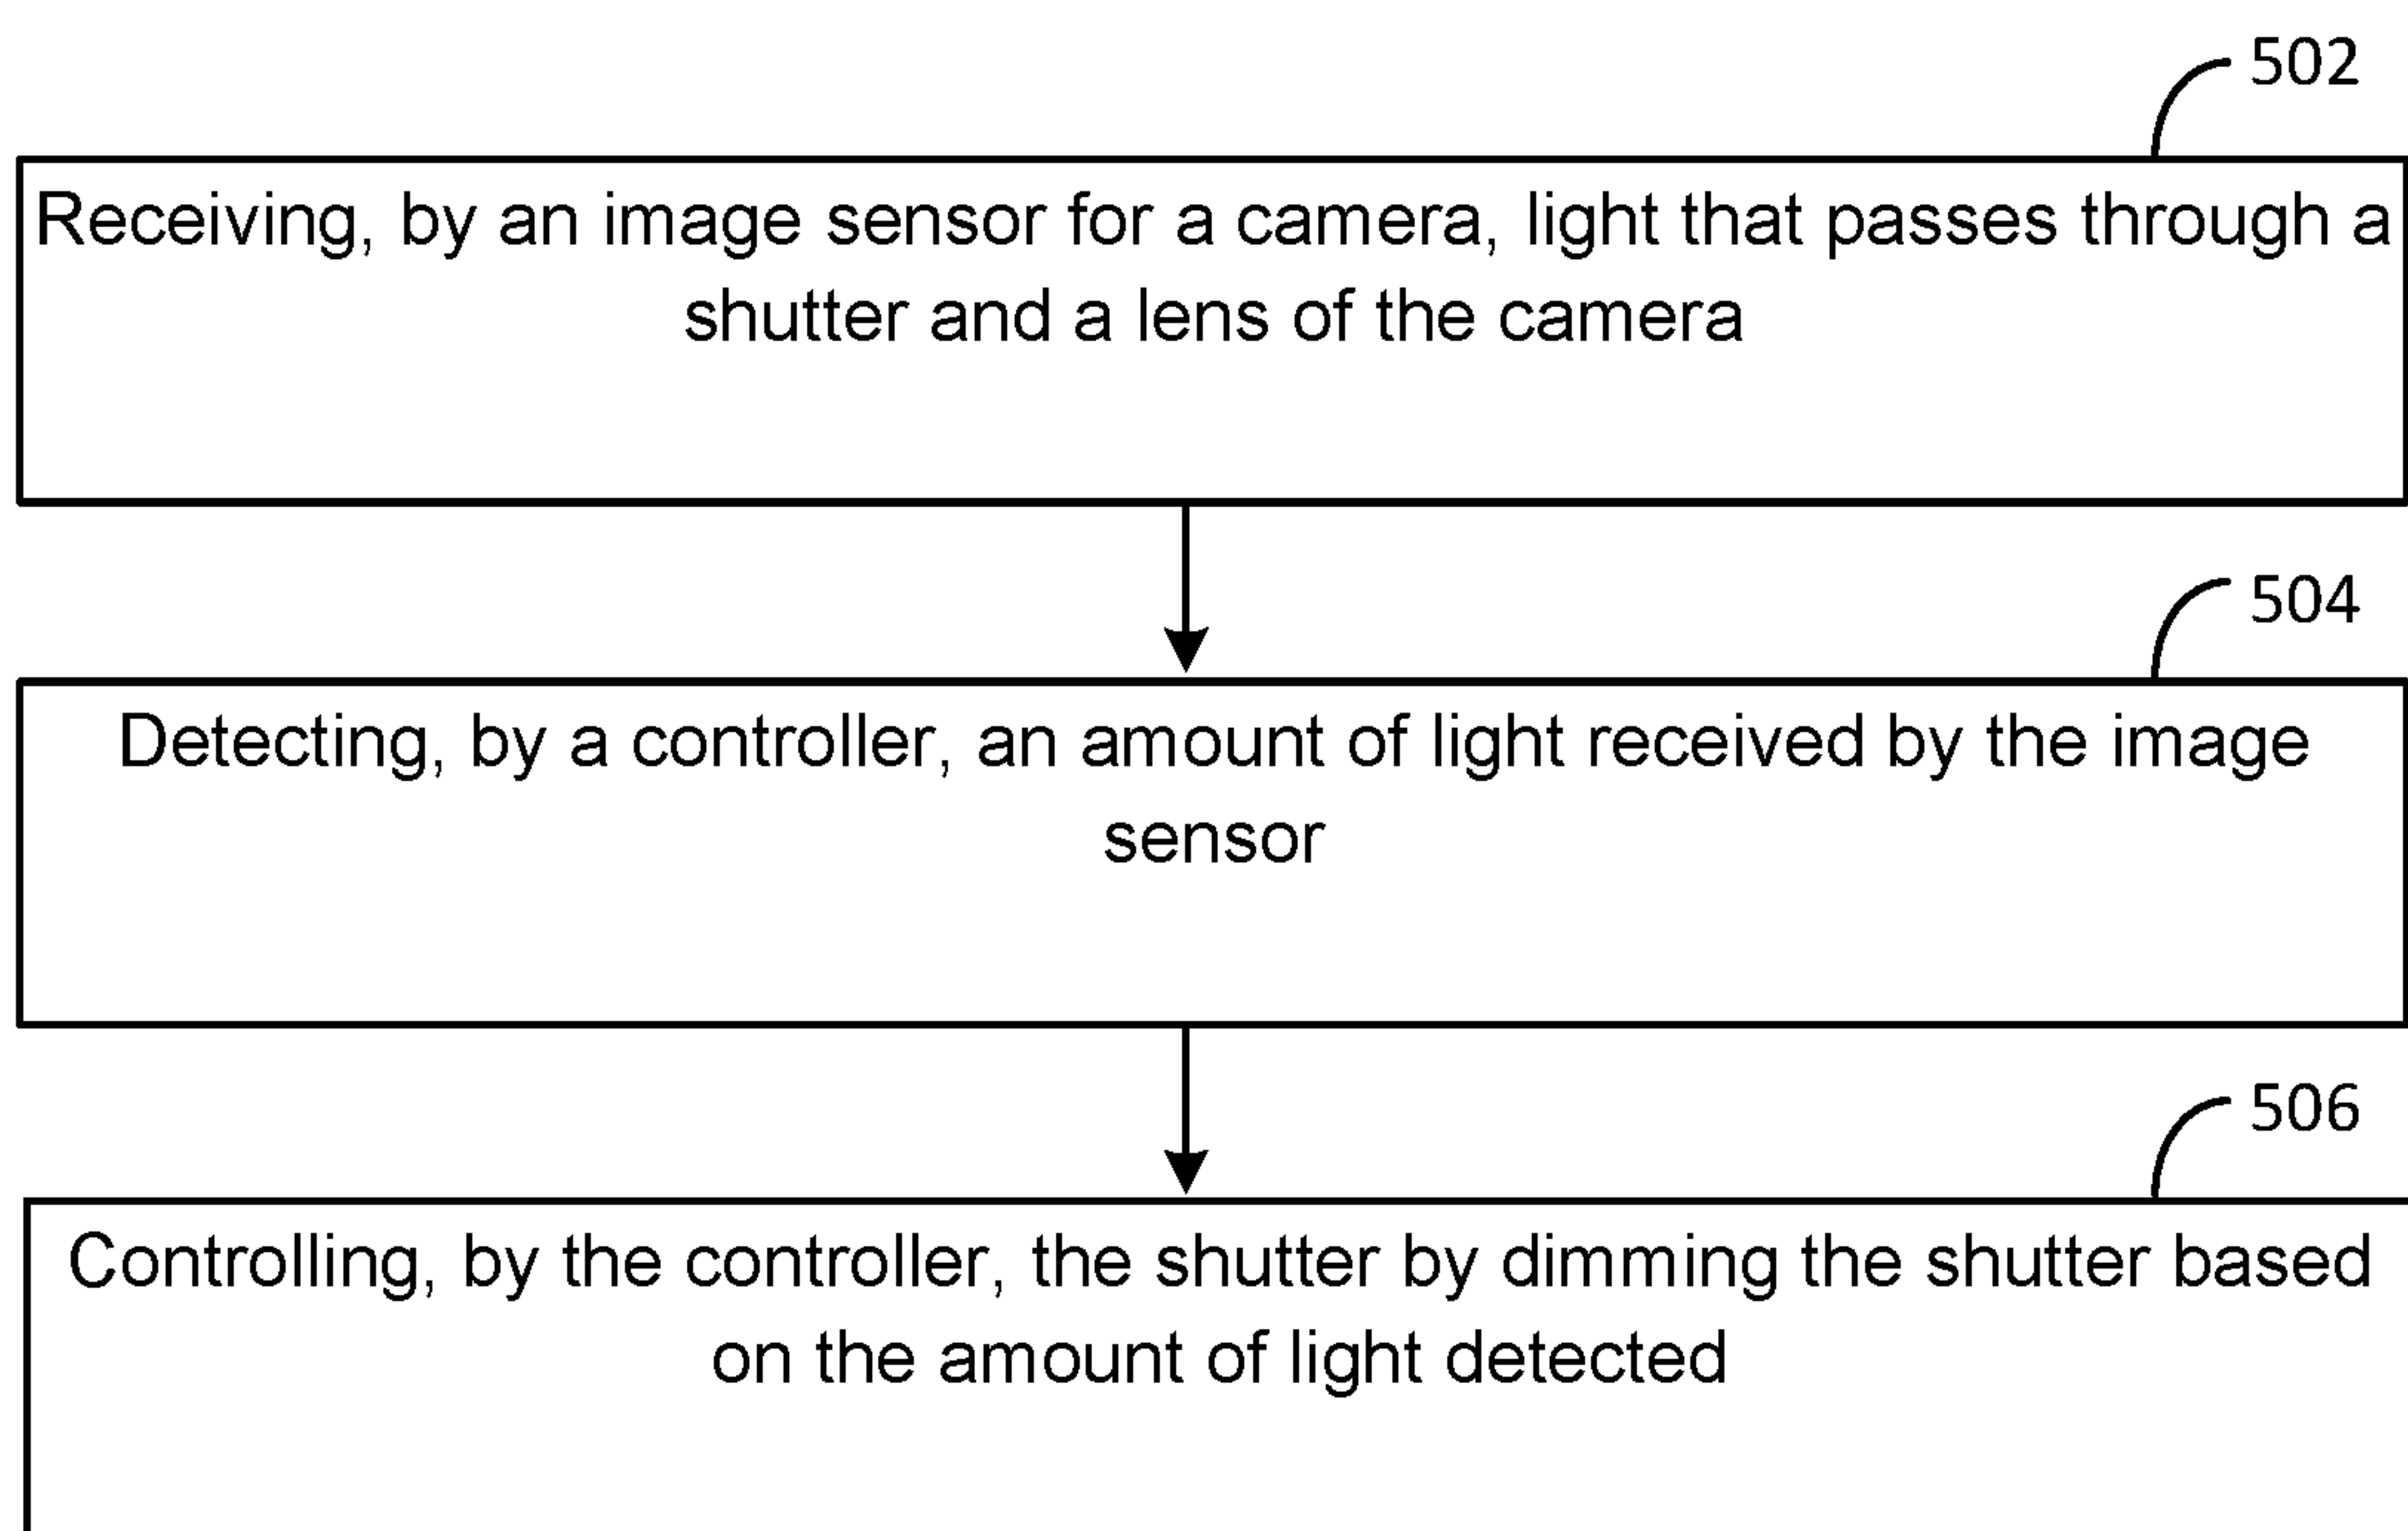 502
Receiving, by an image sensor for a camera, light that passes through a
shutter and a lens of the camera
504
Detecting, by a controller, an amount of light received by the image
sensor
506
Controlling, by the controller, the shutter by dimming the shutter based
on the amount of light detected